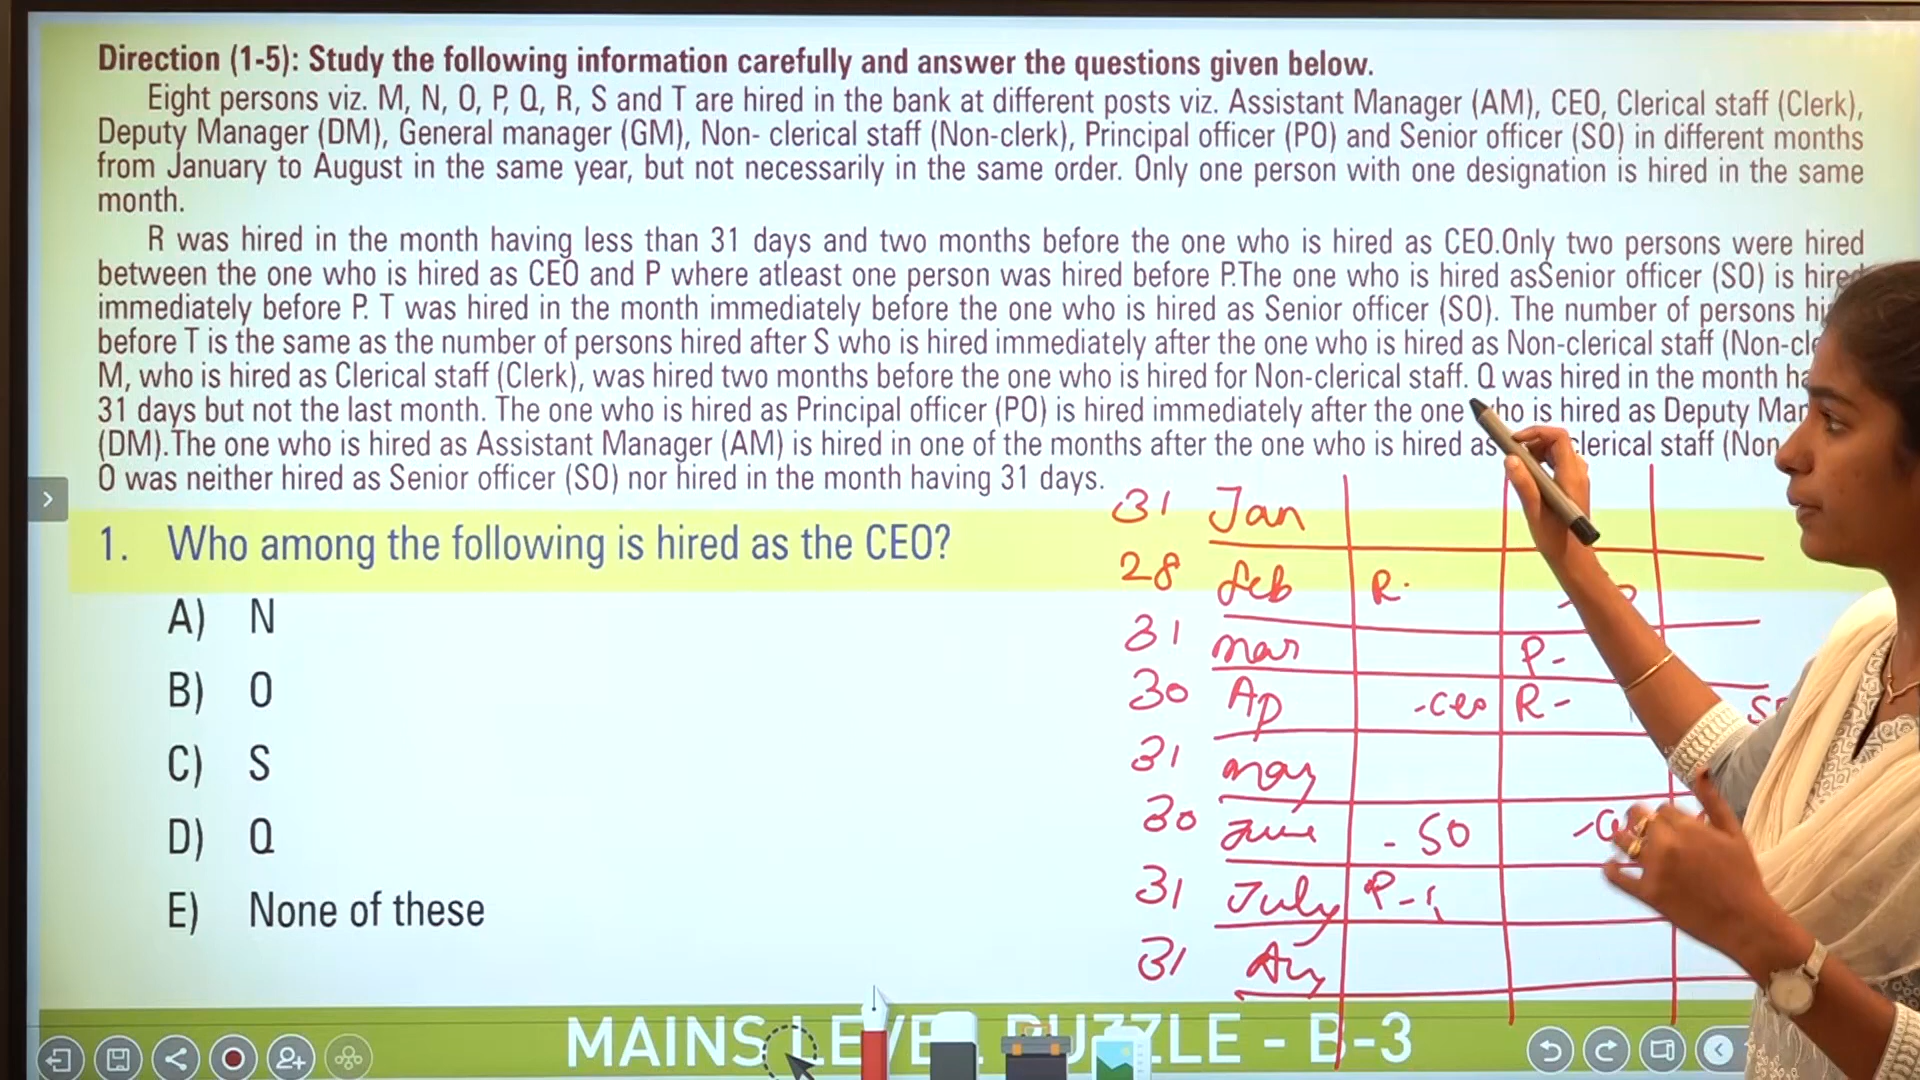 Direction (1-5): Study the following information carefully and answer the questions given below.
Eight persons viz. M, N, O, P, Q, R, S and T are hired in the bank at different posts viz. Assistant Manager (AM), CEO, Clerical staff (Clerk),
Deputy Manager (DM), General manager (GM), Non- clerical staff (Non-clerk), Principal officer (PO) and Senior officer (SO) in different months
from January to August in the same year, but not necessarily in the same order. Only one person with one designation is hired in the same
month.
R was hired in the month having less than 31 days and two months before the one who is hired as CEO.Only two persons were hired
between the one who is hired as CEO and P where atleast one person was hired before P.The one who is hired asSenior officer (SO) is hired
immediately before P. T was hired in the month immediately before the one who is hired as Senior officer (SO). The number of persons
before T is the same as the number of persons hired after S who is hired immediately after the one who is hired as Non-clerical staff
M, who is hired as Clerical staff (Clerk), was hired two months before the one who is hired for Non-clerical staff. Q was hired in the month
31 days but not the last month. The one who is hired as Principal officer (PO) is hired immediately after the one who is hired as Deputy
(DM).The one who is hired as Assistant Manager (AM) is hired in one of the months after the one who is hired as clerical staff (Non
O was neither hired as Senior officer (SO) nor hired in the month having 31 days.
1. Who among the following is hired as the CEO?
A) N
B) O
C) S
D) Q
E) None of these
31 Jan
28 feb R.
31 mar P-
30 Ap -ceo R-
31 may
30 June - SO
31 July P-
31 Au
MAINS LEVEL PUZZLE - B-3